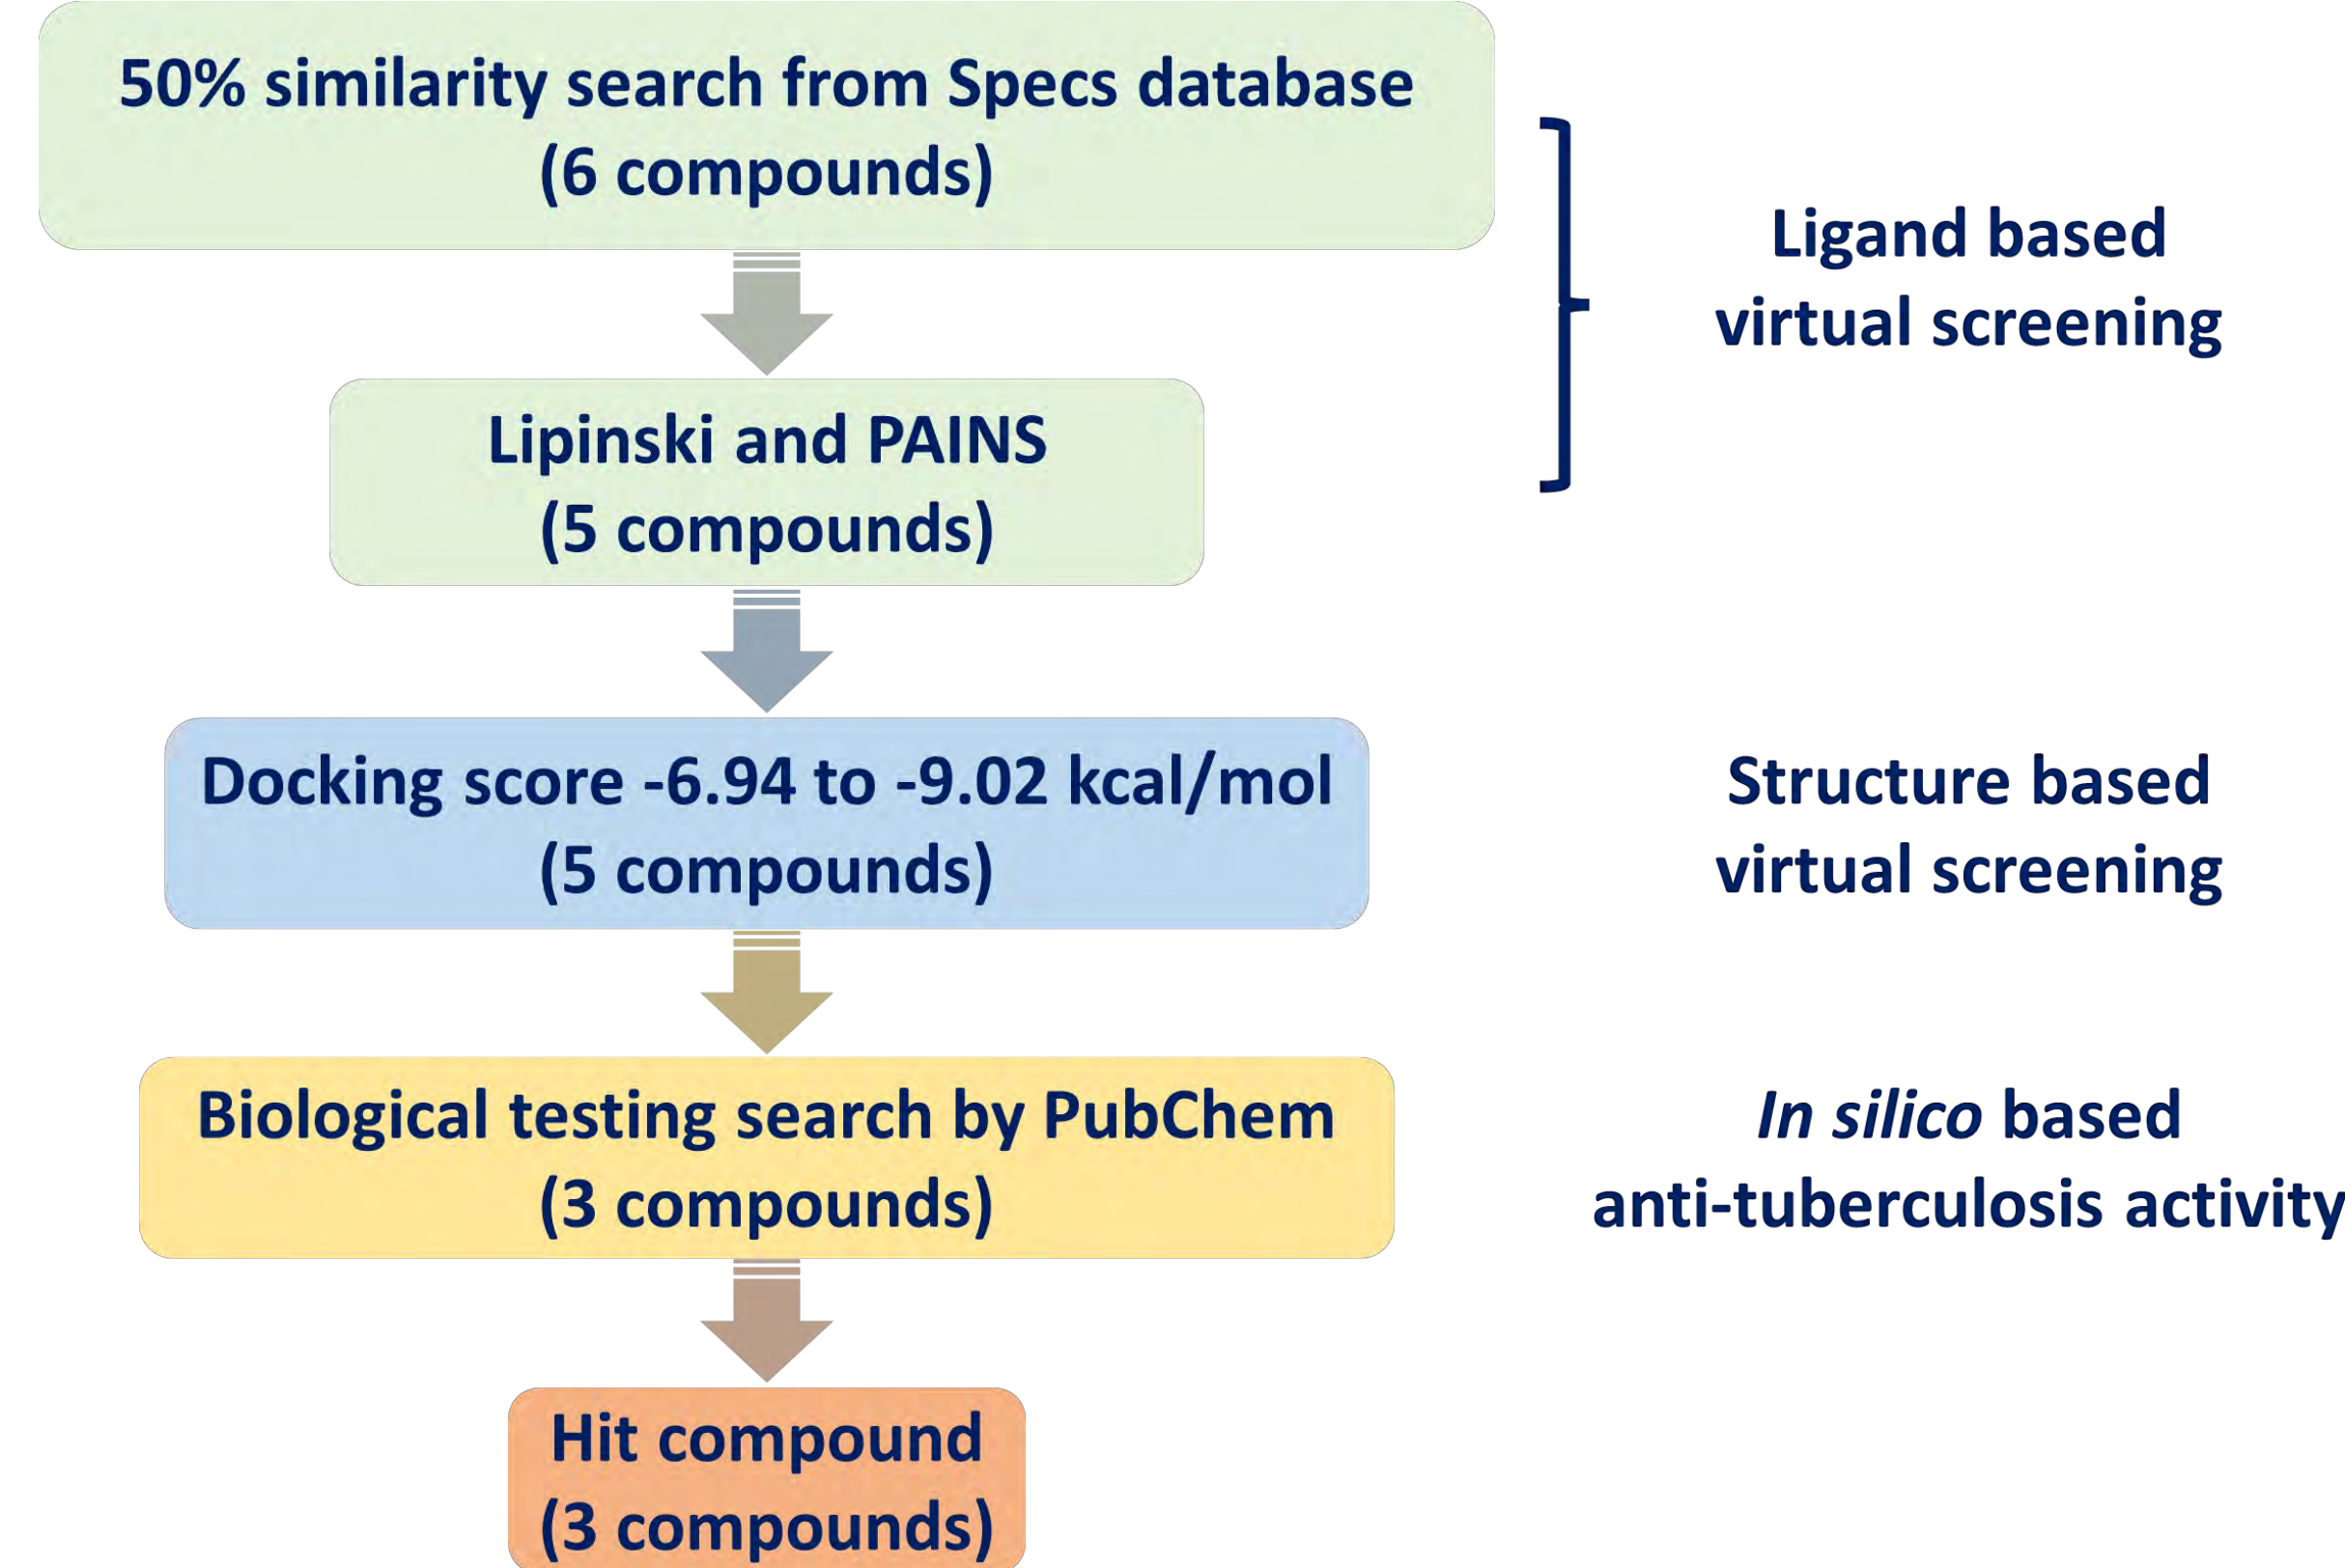 50% similarity search from Specs database
(6 compounds)
Ligand based
virtual screening
Lipinski and PAINS
(5 compounds)
Docking score -6.94 to -9.02 kcal/mol
(5 compounds)
Structure based
virtual screening
Biological testing search by PubChem
(3 compounds)
In silico based
anti-tuberculosis activity
Hit compound
(3 compounds)